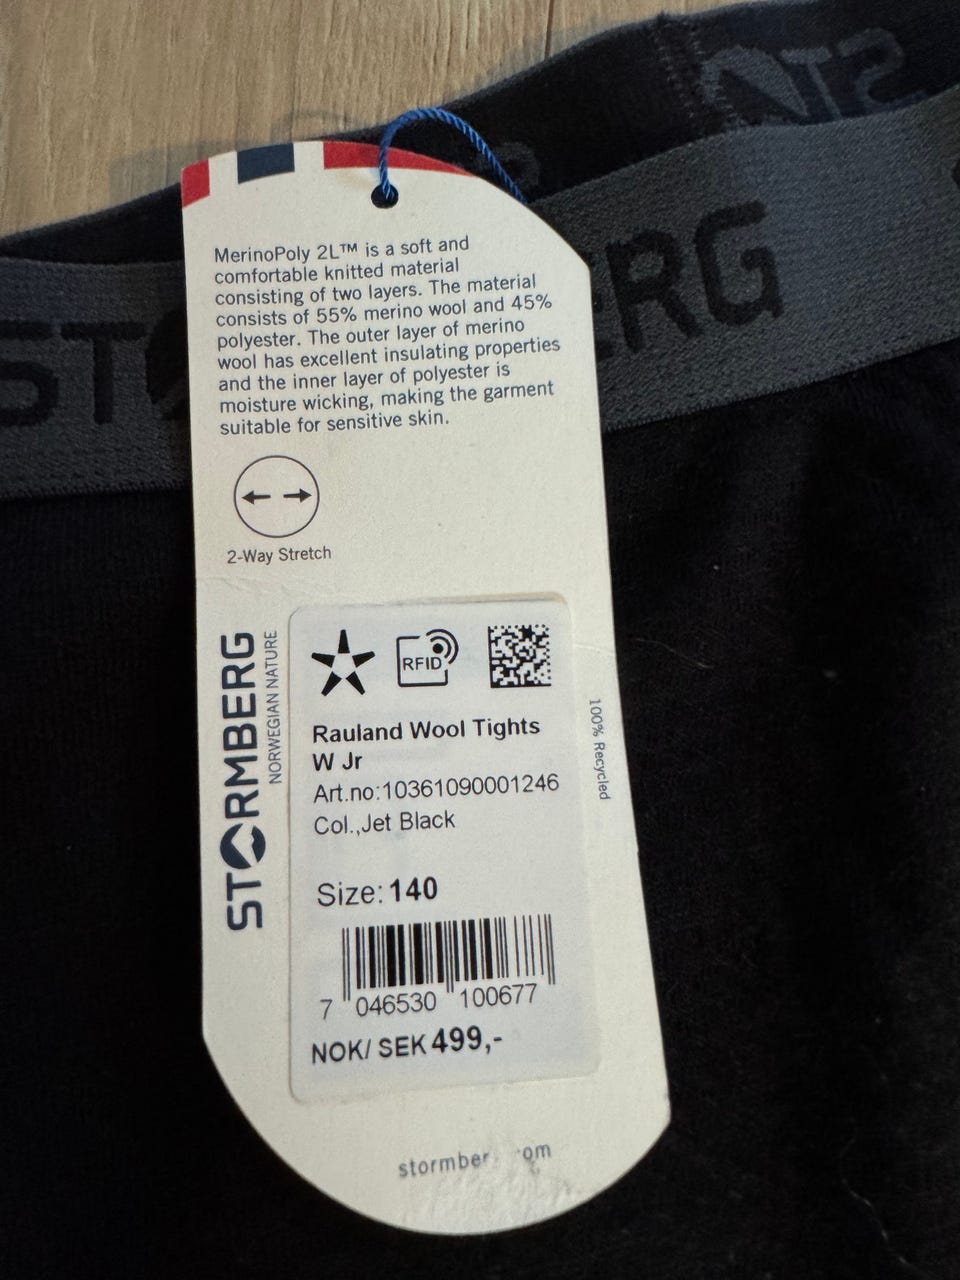 MerinoPoly 2L™ is a soft and
comfortable knitted material
consisting of two layers. The material
consists of 55% merino wool and 45%
polyester. The outer layer of merino
wool has excellent insulating properties
and the inner layer of polyester is
moisture wicking, making the garment
suitable for sensitive skin.
2-Way Stretch
STORMBERG
NORWEGIAN NATURE
RFID
Rauland Wool Tights
W Jr
Art.no:10361090001246
Col.,Jet Black
Size: 140
7 046530 100677
NOK/ SEK 499,-
100% Recycled
ST
RG